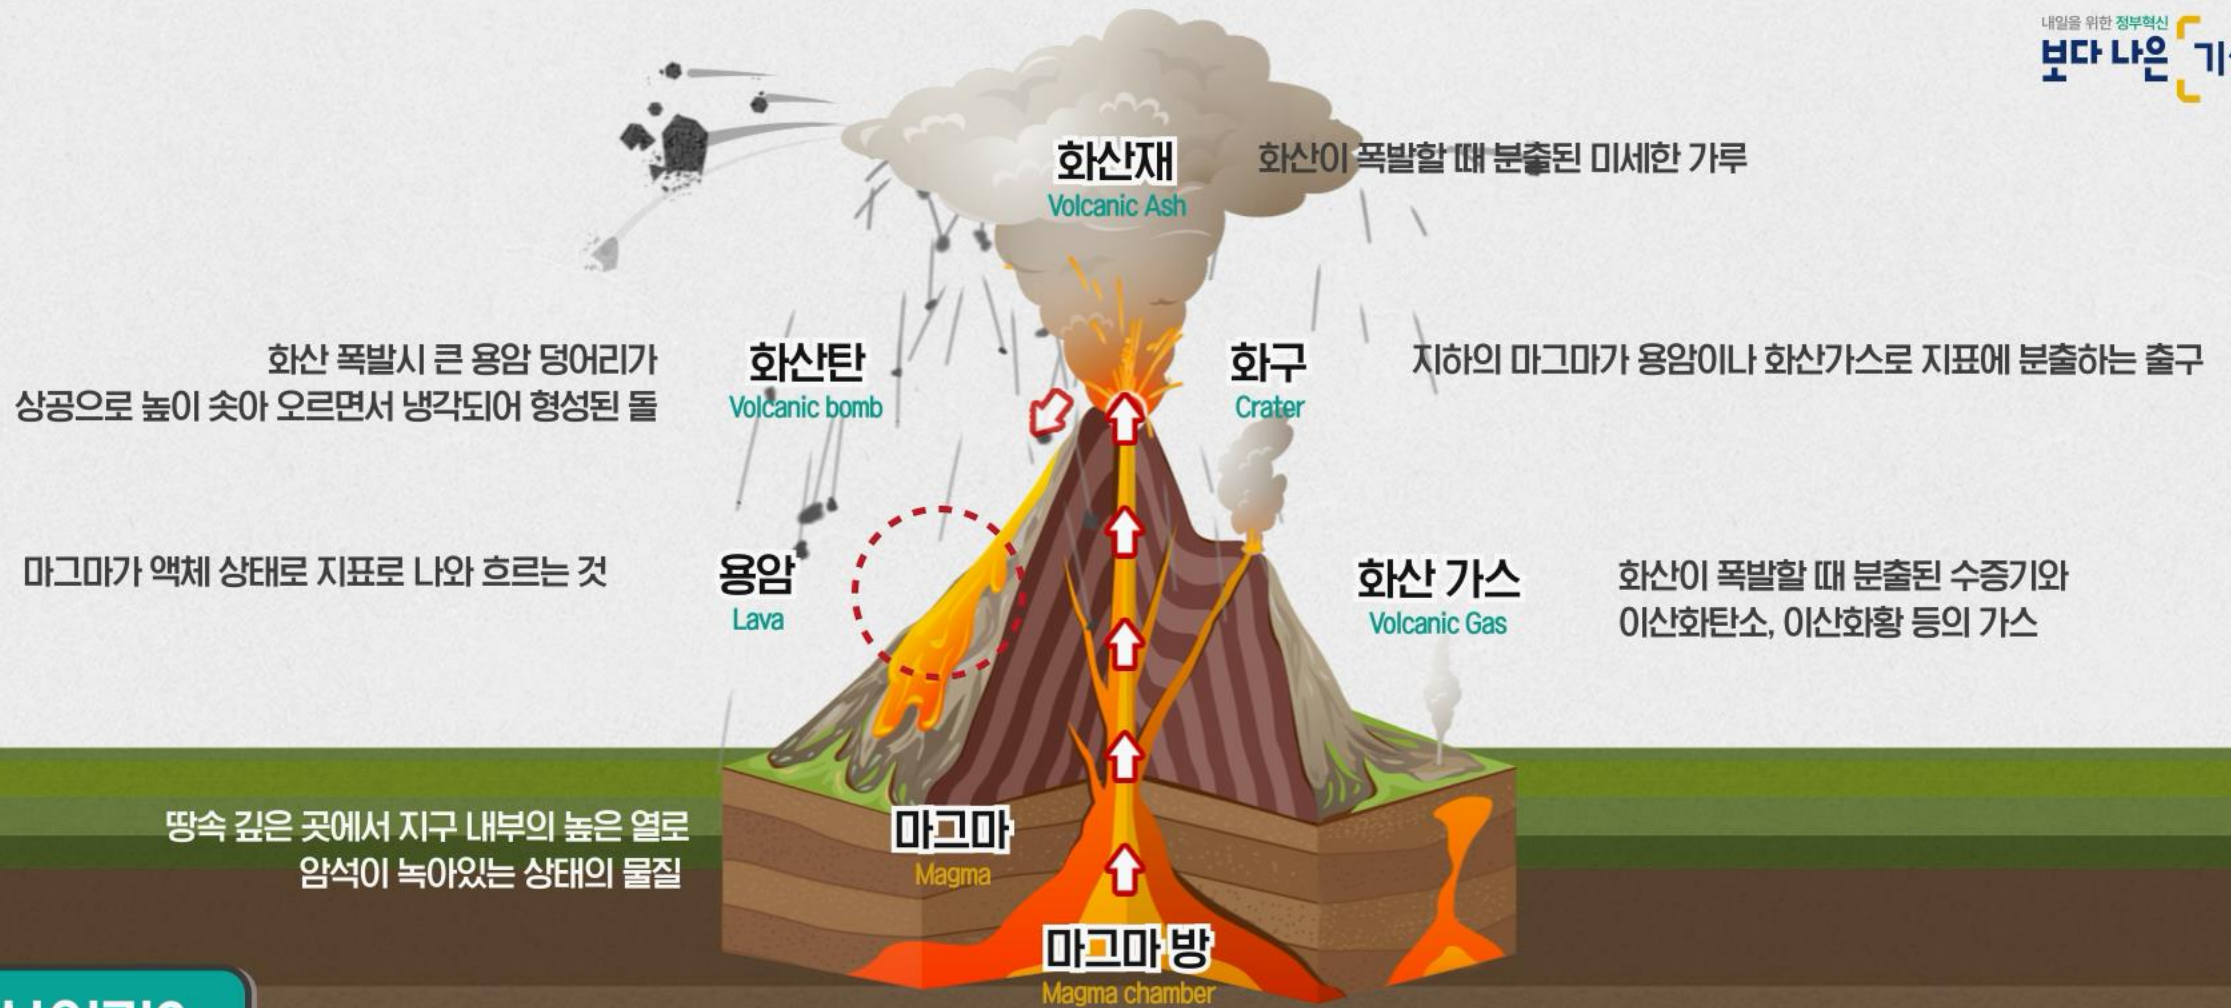 내일을 위한 정부혁신
보다 나은
화산재
Volcanic Ash
화산이 폭발할 때 분출된 미세한 가루
화산 폭발시 큰 용암 덩어리가
상공으로 높이 솟아 오르면서 냉각되어 형성된 돌
화산탄
Volcanic bomb
화구
Crater
지하의 마그마가 용암이나 화산가스로 지표에 분출하는 출구
마그마가 액체 상태로 지표로 나와 흐르는 것
용암
Lava
화산 가스
Volcanic Gas
화산이 폭발할 때 분출된 수증기와
이산화탄소, 이산화황 등의 가스
땅속 깊은 곳에서 지구 내부의 높은 열로
암석이 녹아있는 상태의 물질
마그마
Magma
마그마 방
Magma chamber